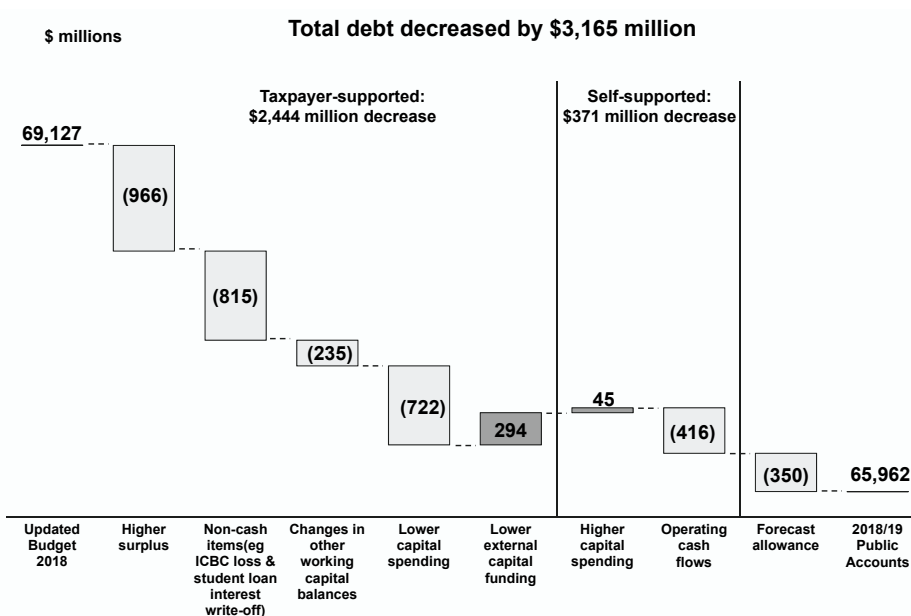 Total debt decreased by $3,165 million
$ millions
Taxpayer-supported:
$2,444 million decrease
Self-supported:
$371 million decrease
69,127
(966)
(815)
(235)
(722)
294
45
(416)
(350)
65,962
Updated
Budget
2018
Higher
surplus
Non-cash
items(eg
ICBC loss &
student loan
interest
write-off)
Changes in
other
working
capital
balances
Lower
capital
spending
Lower
external
capital
funding
Higher
capital
spending
Operating
cash
flows
Forecast
allowance
2018/19
Public
Accounts